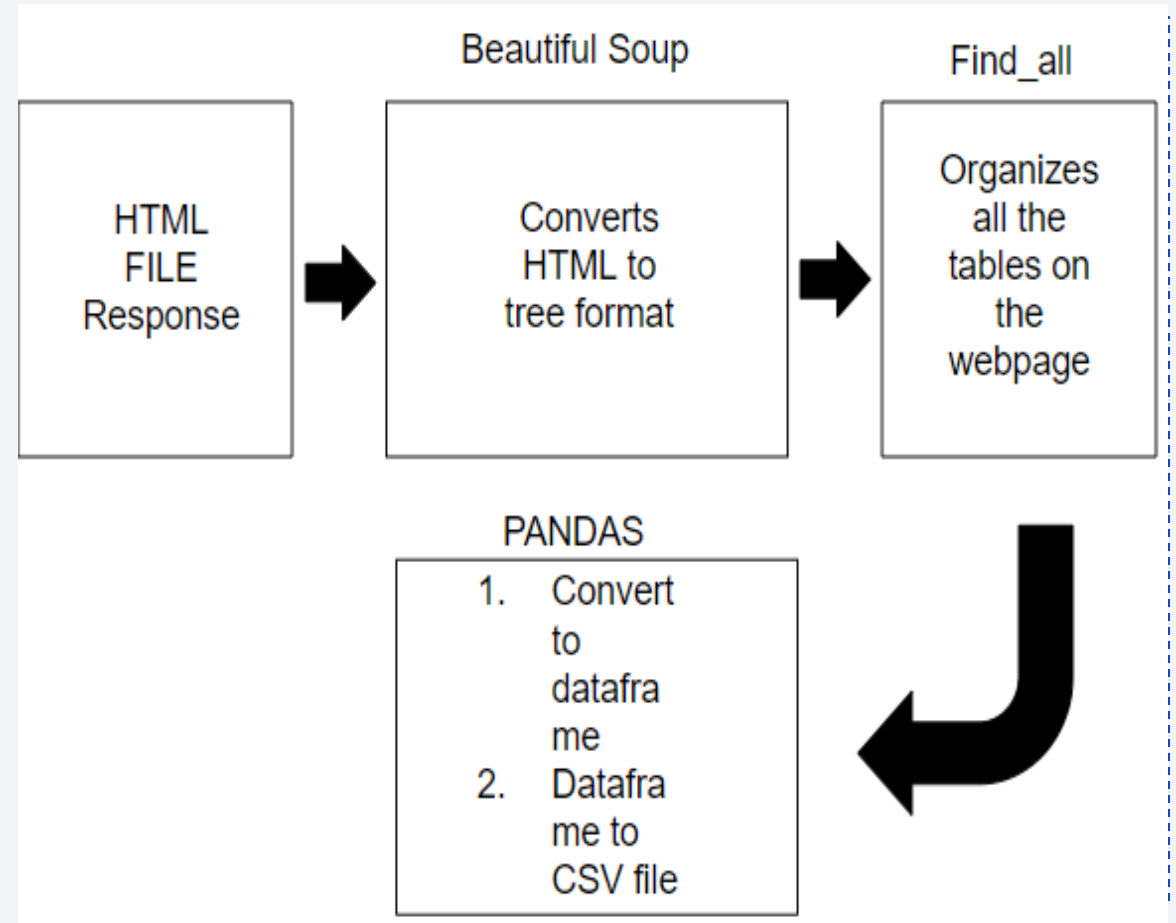 Beautiful Soup
Find_all
HTML
FILE
Response
Converts
HTML to
tree format
Organizes
all the
tables on
the
webpage
PANDAS
1. Convert
to
datafra
me
2. Datafra
me to
CSV file